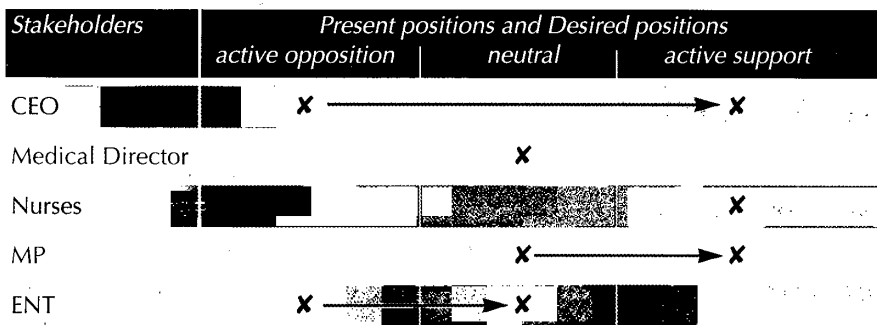 Stakeholders Present positions and Desired positions
active opposition neutral active support
CEO
Medical Director
Nurses
MP
ENT